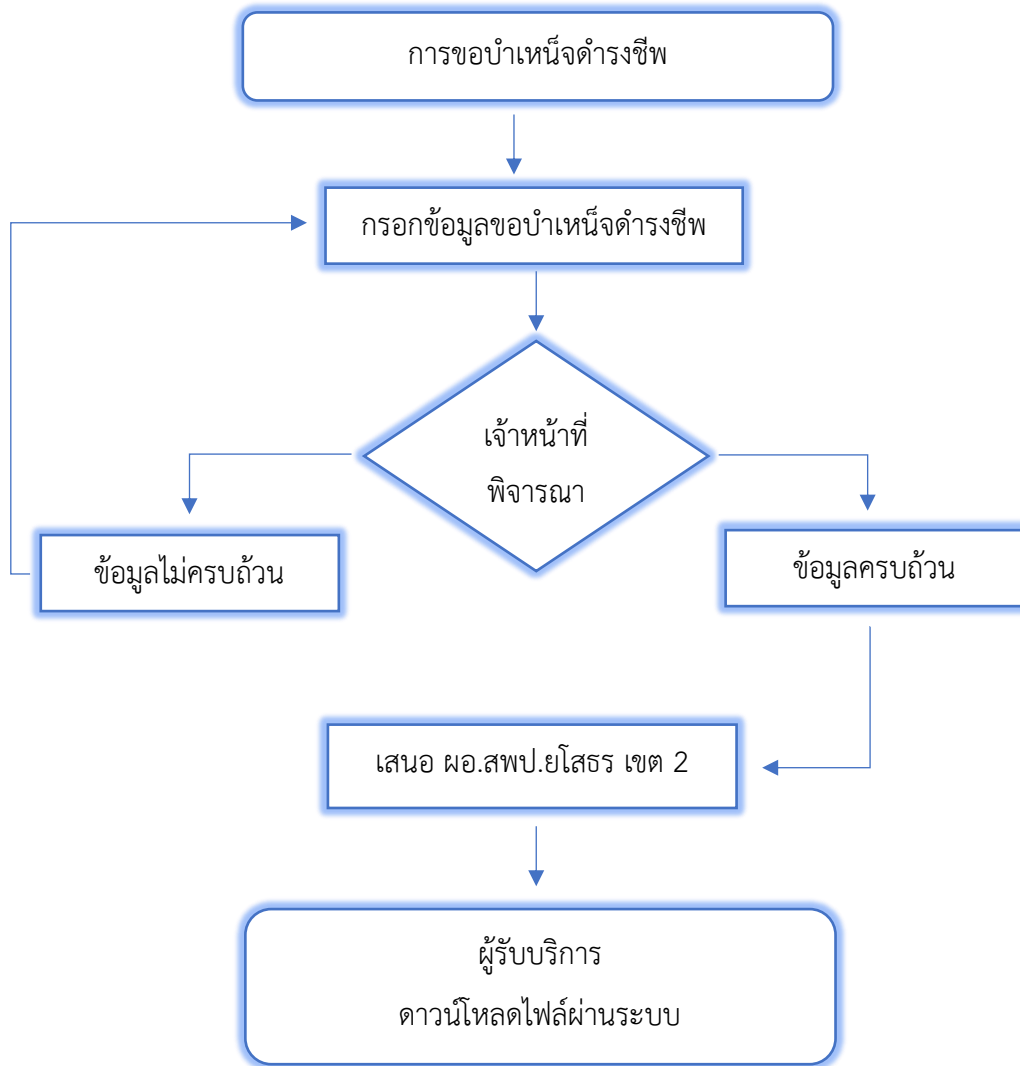 การขอบำเหน็จดำรงชีพ
กรอกข้อมูลขอบำเหน็จดำรงชีพ
เจ้าหน้าที่
พิจารณา
ข้อมูลไม่ครบถ้วน
ข้อมูลครบถ้วน
เสนอ ผอ.สพป.ยโสธร เขต 2
ผู้รับบริการ
ดาวน์โหลดไฟล์ผ่านระบบ